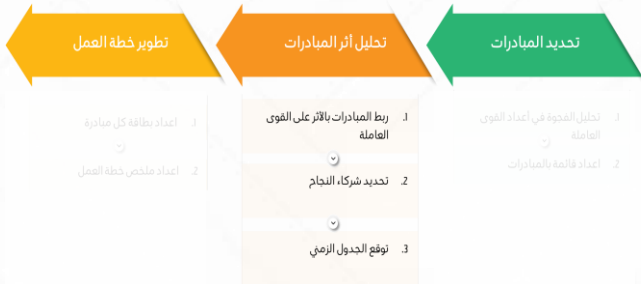 تحديد المبادرات
تحليل أثر المبادرات
تطوير خطة العمل
1. تحليل الفجوة في أعداد القوى
العاملة
2. اعداد قائمة بالمبادرات
1. ربط المبادرات بالأثر على القوى
العاملة
2. تحديد شركاء النجاح
3. توقع الجدول الزمني
1. اعداد بطاقة كل مبادرة
2. اعداد ملخص خطة العمل